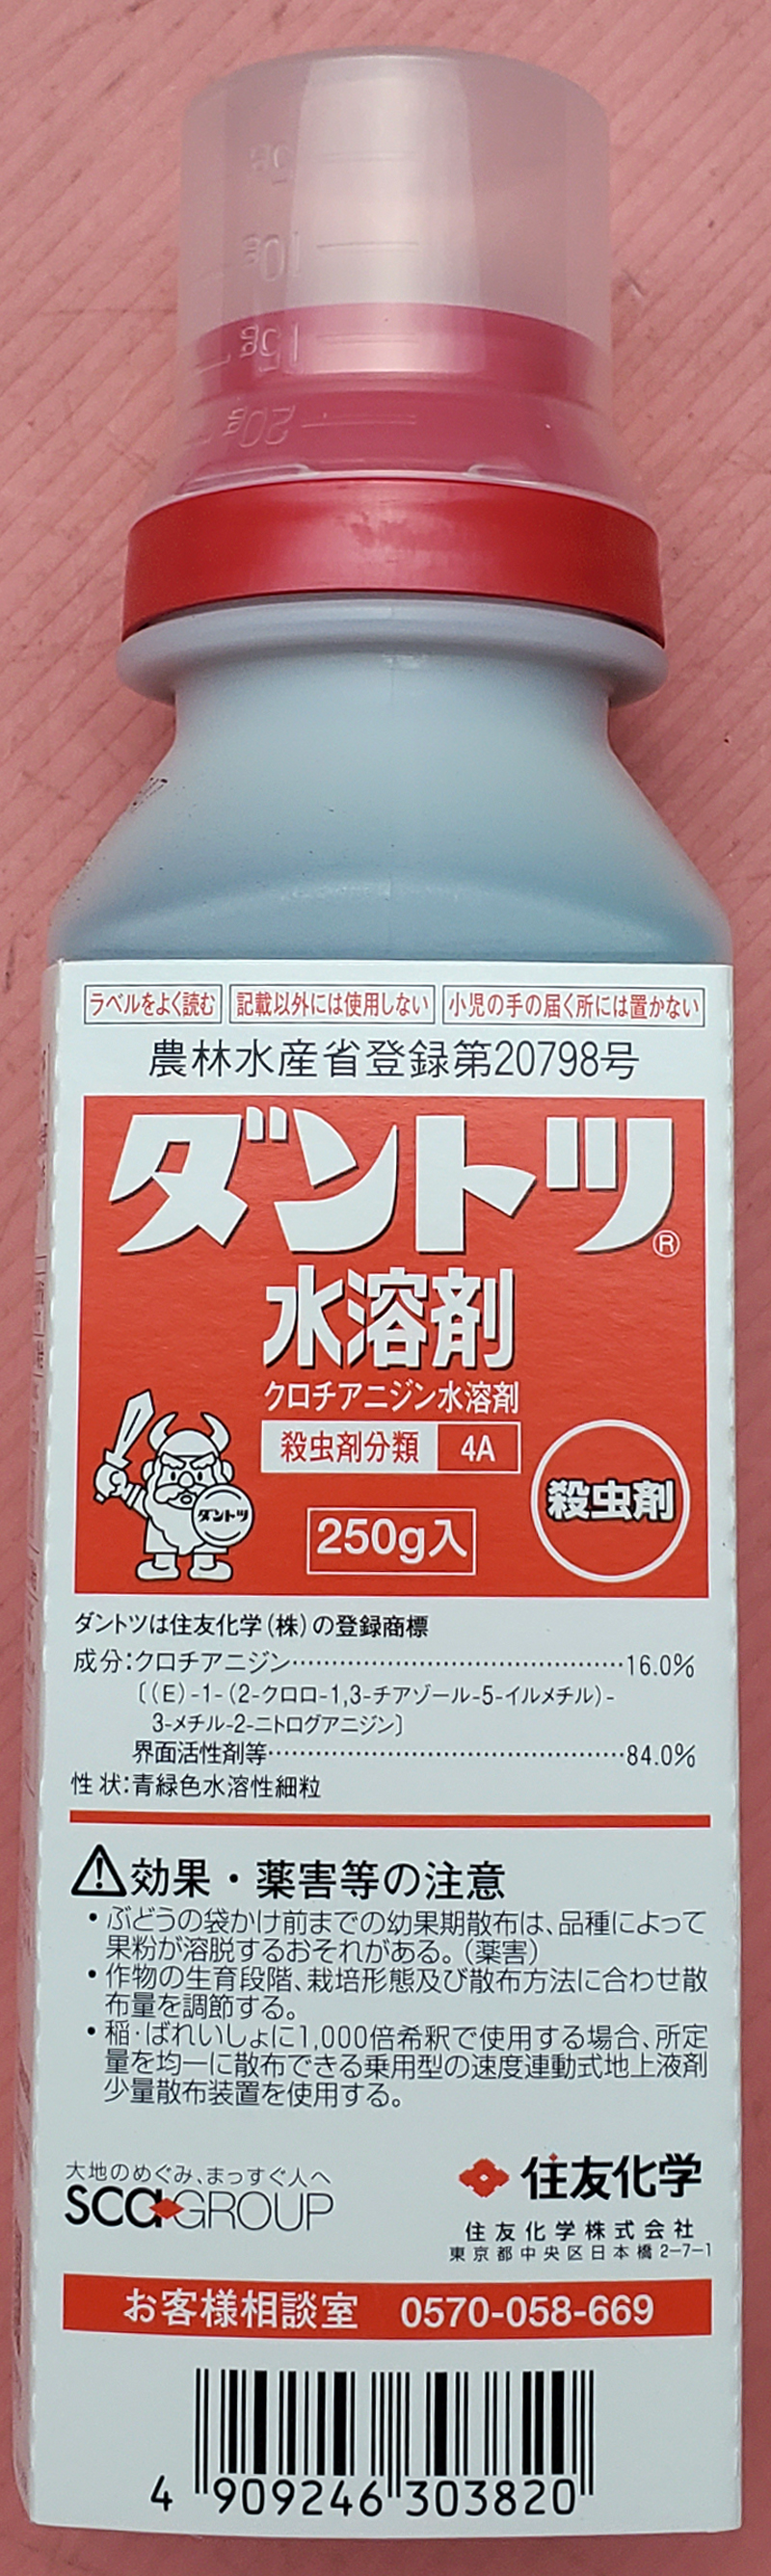 5g
10g
15g
20g
ラベルをよく読む 記載以外には使用しない 小児の手の届く所には置かない
農林水産省登録第20798号
ダントツ®
水溶剤
クロチアニジン水溶剤
殺虫剤分類 4A
ダントツ
250g入
殺虫剤
ダントツは住友化学(株)の登録商標
成分:クロチアニジン……………………………………16.0%
〔(E)-1-(2-クロロ-1,3-チアゾール-5-イルメチル)-
3-メチル-2-ニトログアニジン〕
界面活性剤等……………………………………84.0%
性状:青緑色水溶性細粒
効果・薬害等の注意
・ぶどうの袋かけ前までの幼果期散布は、品種によって
果粉が溶脱するおそれがある。(薬害)
・作物の生育段階、栽培形態及び散布方法に合わせ散
布量を調節する。
・稲・ばれいしょに1,000倍希釈で使用する場合、所定
量を均一に散布できる乗用型の速度連動式地上液剤
少量散布装置を使用する。
大地のめぐみ、まっすぐ人へ
SCA GROUP
住友化学
住友化学株式会社
東京都中央区日本橋2-7-1
お客様相談室 0570-058-669
4 909246 303820